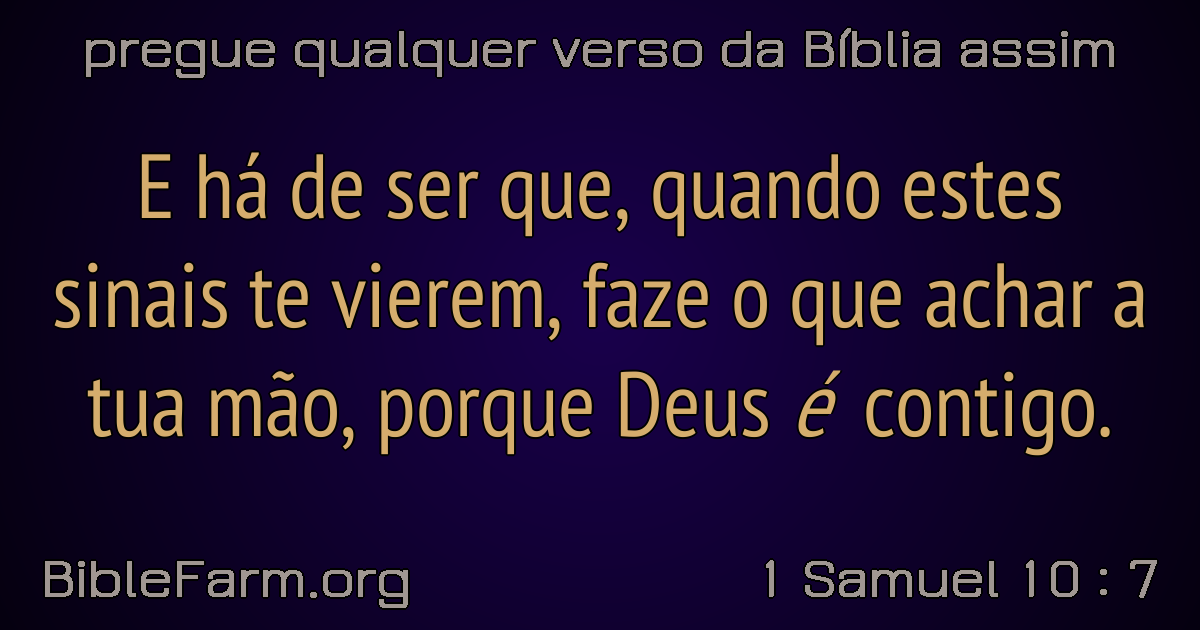 pregue qualquer verso da Bíblia assim
E há de ser que, quando estes
sinais te vierem, faze o que achar a
tua mão, porque Deus é contigo.
BibleFarm.org
1 Samuel 10 : 7